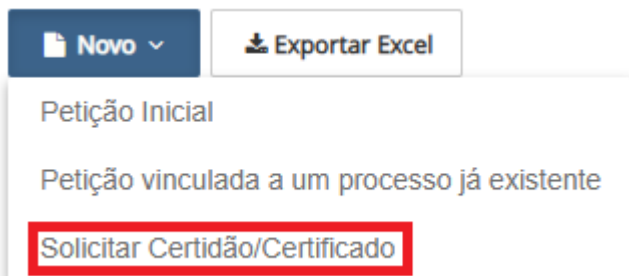 Novo
Exportar Excel
Petição Inicial
Petição vinculada a um processo já existente
Solicitar Certidão/Certificado